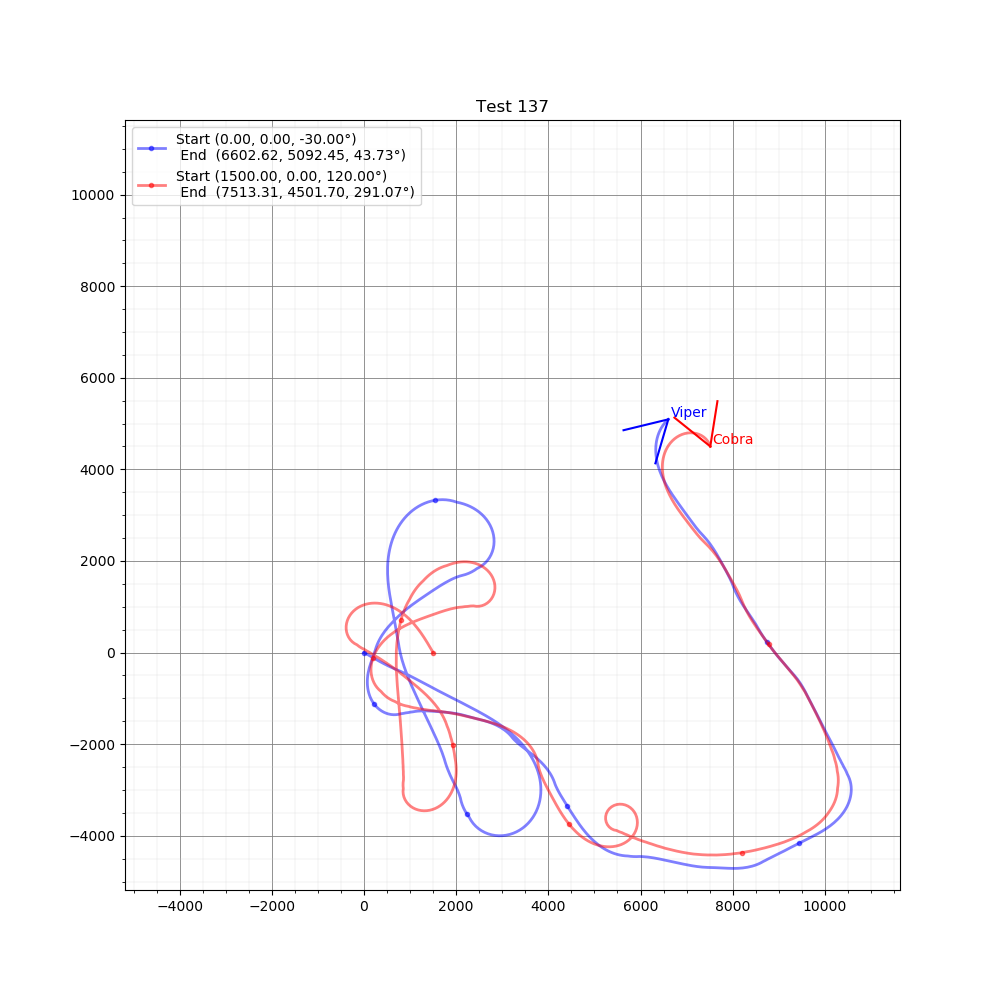 Test 137
Start (0.00, 0.00, -30.00°)
End (6602.62, 5092.45, 43.73°)
Start (1500.00, 0.00, 120.00°)
End (7513.31, 4501.70, 291.07°)
10000
8000
6000
4000
2000
0
−2000
−4000
Viper
Cobra
−4000 −2000 0 2000 4000 6000 8000 10000